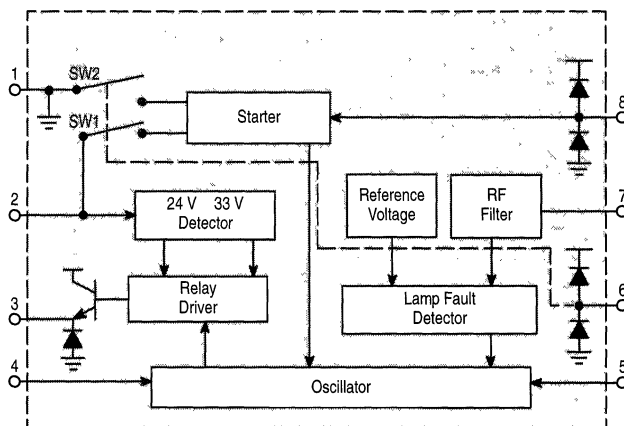 1
SW2
SW1
Starter
8
2
24 V 33 V
Detector
Reference
Voltage
RF
Filter
7
3
Relay
Driver
Lamp Fault
Detector
6
4
Oscillator
5